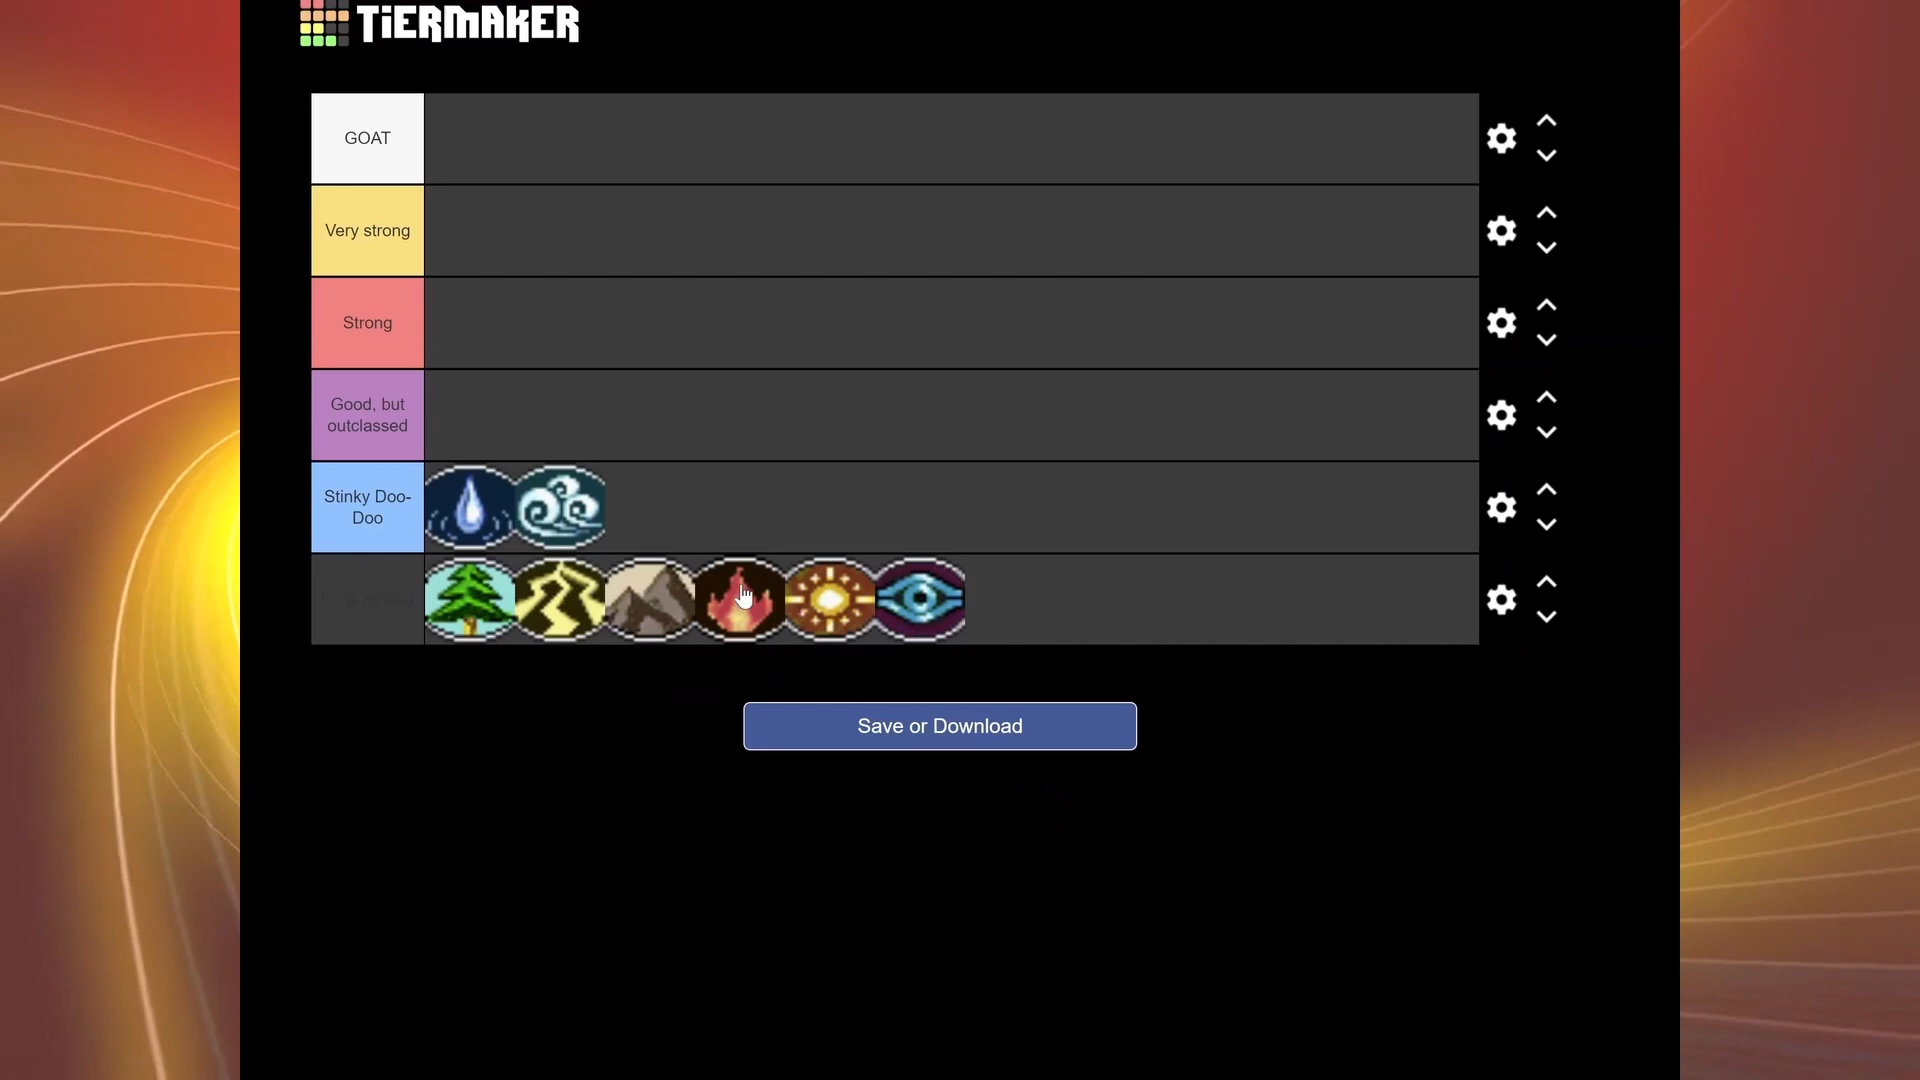 TiERMAKER
GOAT
Very strong
Strong
Good, but
outclassed
Stinky Doo-
Doo
Save or Download